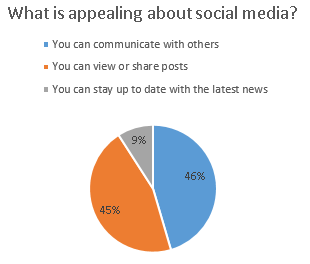 What is appealing about social media?
You can communicate with others
You can view or share posts
You can stay up to date with the latest news
9%
46%
45%